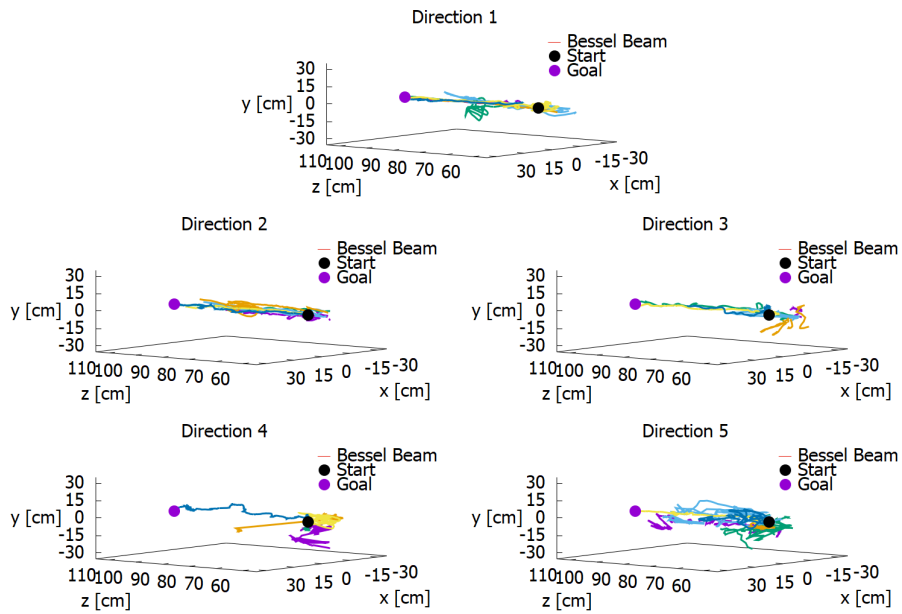 Direction 1
Bessel Beam
Start
Goal
y [cm]
30
15
0
-15
-30
110 100 90 80 70 60
z [cm]
30 15 0 -15 -30
x [cm]
Direction 2
Bessel Beam
Start
Goal
y [cm]
30
15
0
-15
-30
110 100 90 80 70 60
z [cm]
30 15 0 -15 -30
x [cm]
Direction 3
Bessel Beam
Start
Goal
y [cm]
30
15
0
-15
-30
110 100 90 80 70 60
z [cm]
30 15 0 -15 -30
x [cm]
Direction 4
Bessel Beam
Start
Goal
y [cm]
30
15
0
-15
-30
110 100 90 80 70 60
z [cm]
30 15 0 -15 -30
x [cm]
Direction 5
Bessel Beam
Start
Goal
y [cm]
30
15
0
-15
-30
110 100 90 80 70 60
z [cm]
30 15 0 -15 -30
x [cm]